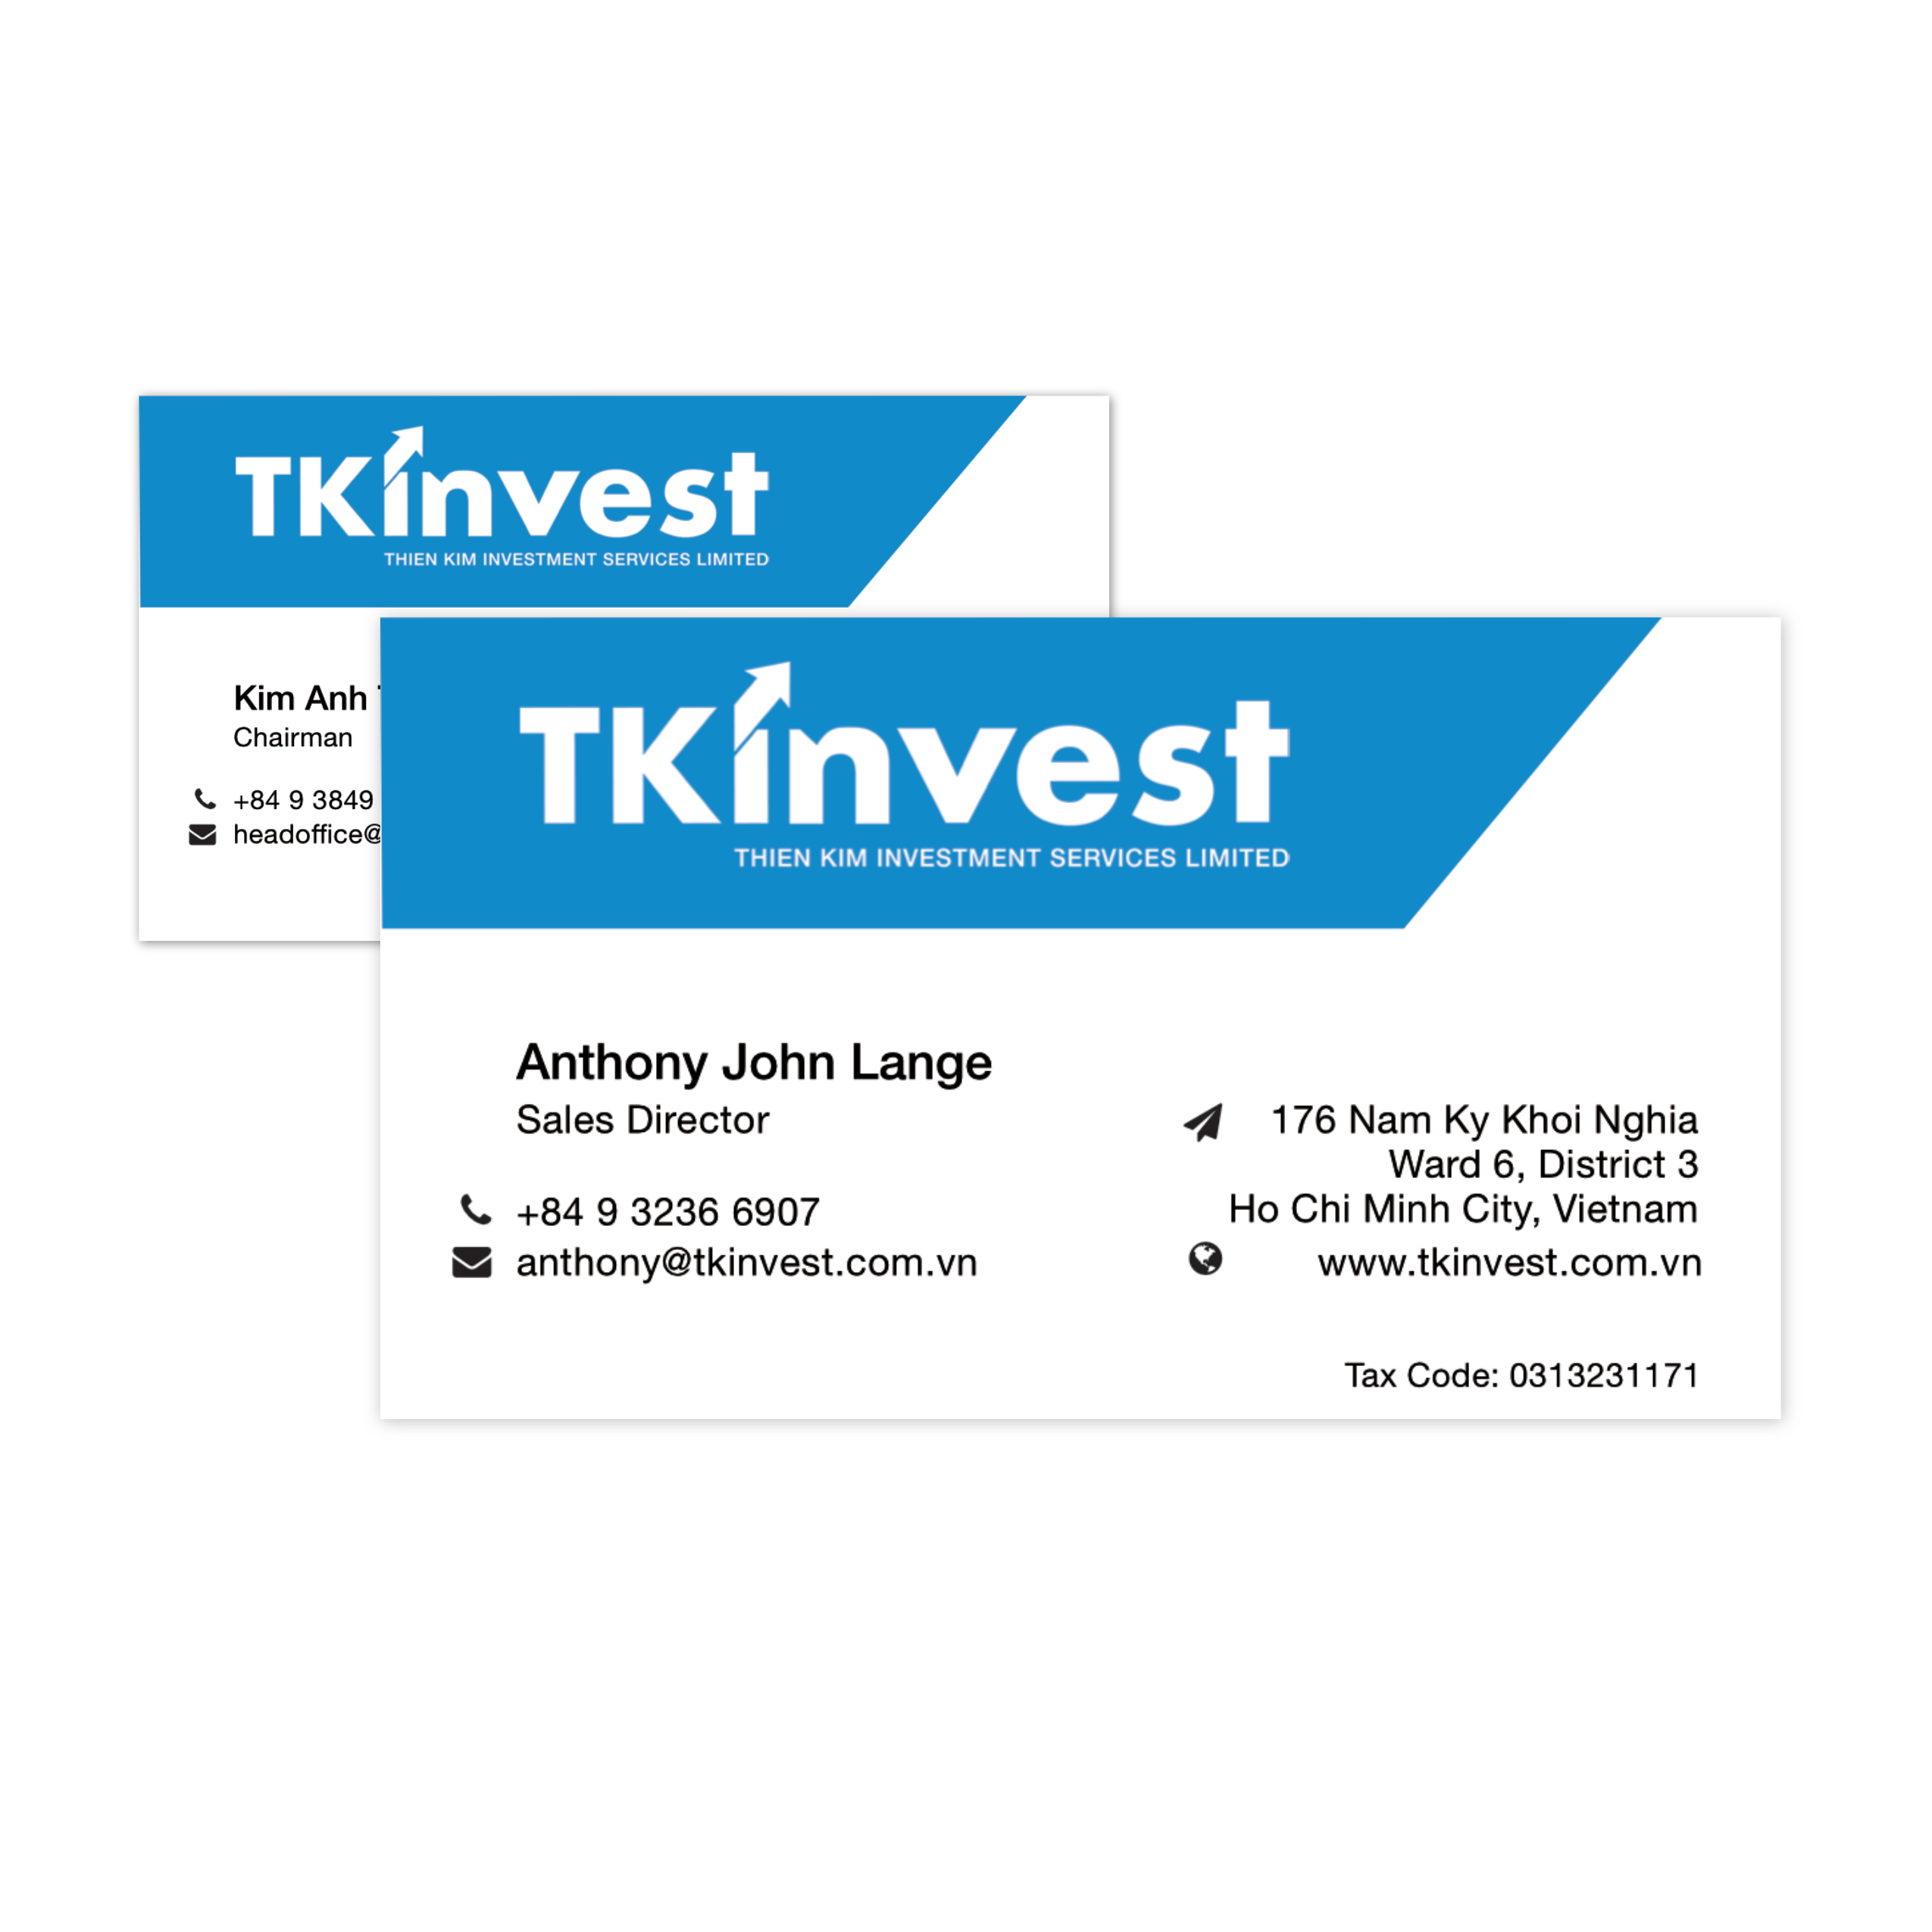 TKinvest
THIEN KIM INVESTMENT SERVICES LIMITED
Kim Anh
Chairman
+84 9 3849
headoffice@
TKinvest
THIEN KIM INVESTMENT SERVICES LIMITED
Anthony John Lange
Sales Director
+84 9 3236 6907
anthony@tkinvest.com.vn
176 Nam Ky Khoi Nghia
Ward 6, District 3
Ho Chi Minh City, Vietnam
www.tkinvest.com.vn
Tax Code: 0313231171